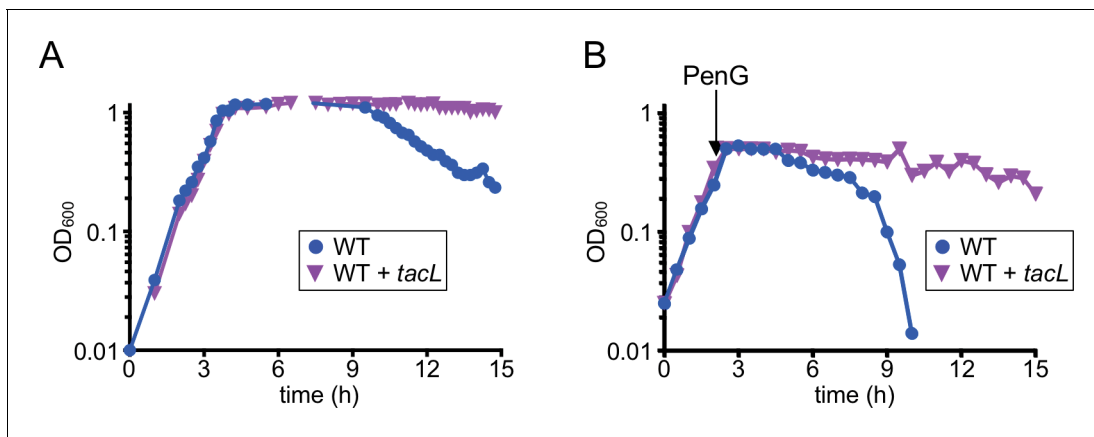 A
OD600
1
0.1
0.01
WT
WT + tacL
0 3 6 9 12 15
time (h)
B
PenG
OD600
1
0.1
0.01
WT
WT + tacL
0 3 6 9 12 15
time (h)